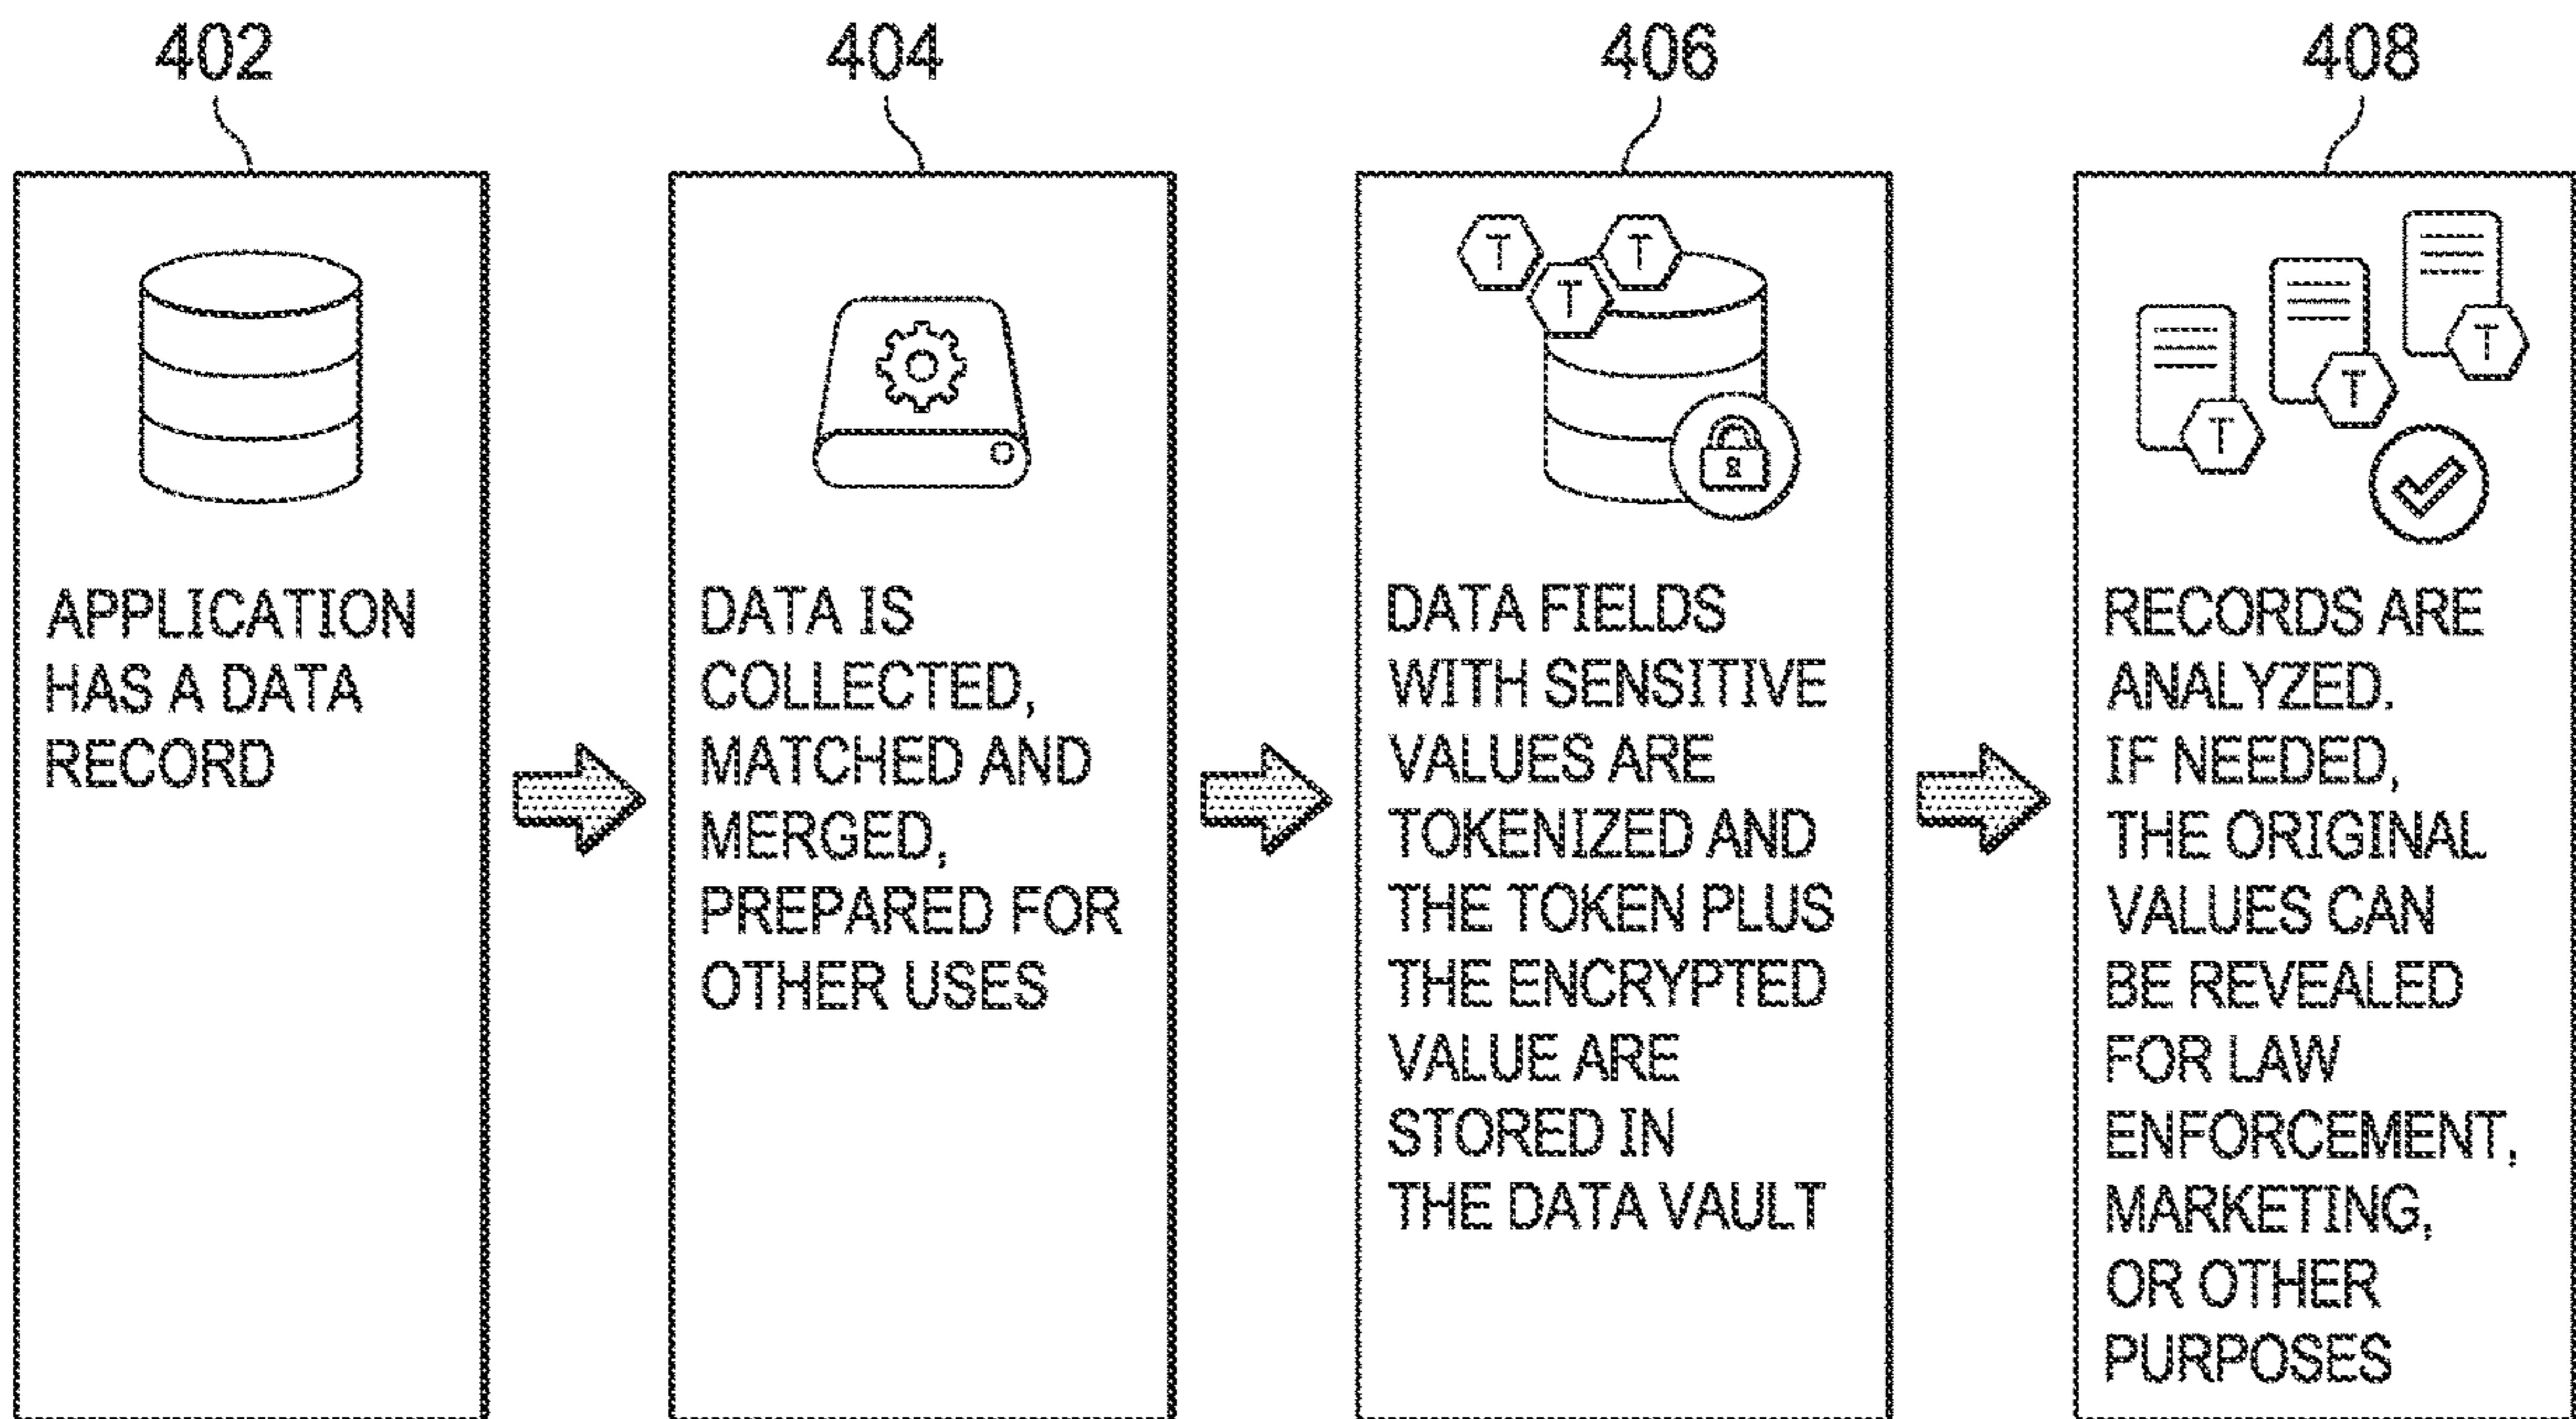 402
APPLICATION
HAS A DATA
RECORD
404
DATA IS
COLLECTED,
MATCHED AND
MERGED,
PREPARED FOR
OTHER USES
406
T
T
T
DATA FIELDS
WITH SENSITIVE
VALUES ARE
TOKENIZED AND
THE TOKEN PLUS
THE ENCRYPTED
VALUE ARE
STORED IN
THE DATA VAULT
408
T
T
T
RECORDS ARE
ANALYZED.
IF NEEDED,
THE ORIGINAL
VALUES CAN
BE REVEALED
FOR LAW
ENFORCEMENT,
MARKETING,
OR OTHER
PURPOSES